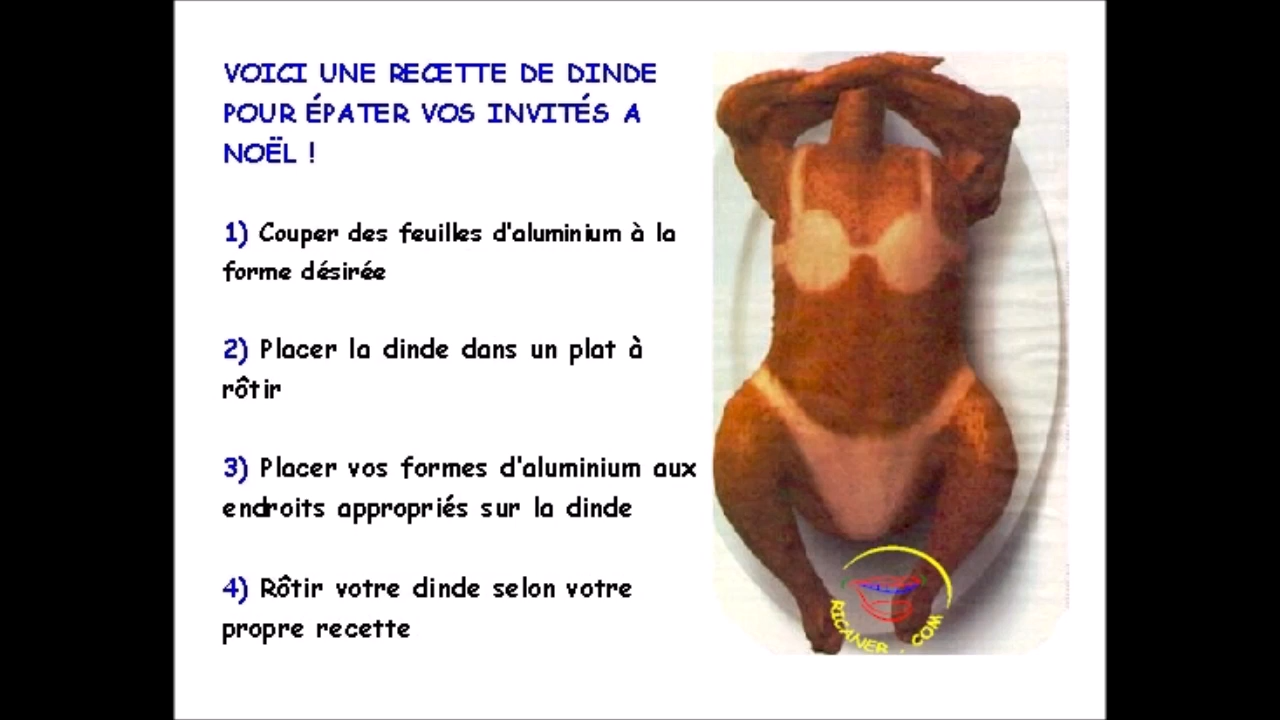 VOICI UNE RECETTE DE DINDE
POUR ÉPATER VOS INVITÉS A
NOËL !
1) Couper des feuilles d'aluminium à la
forme désirée
2) Placer la dinde dans un plat à
rôtir
3) Placer vos formes d'aluminium aux
endroits appropriés sur la dinde
4) Rôtir votre dinde selon votre
propre recette
RICANER.COM